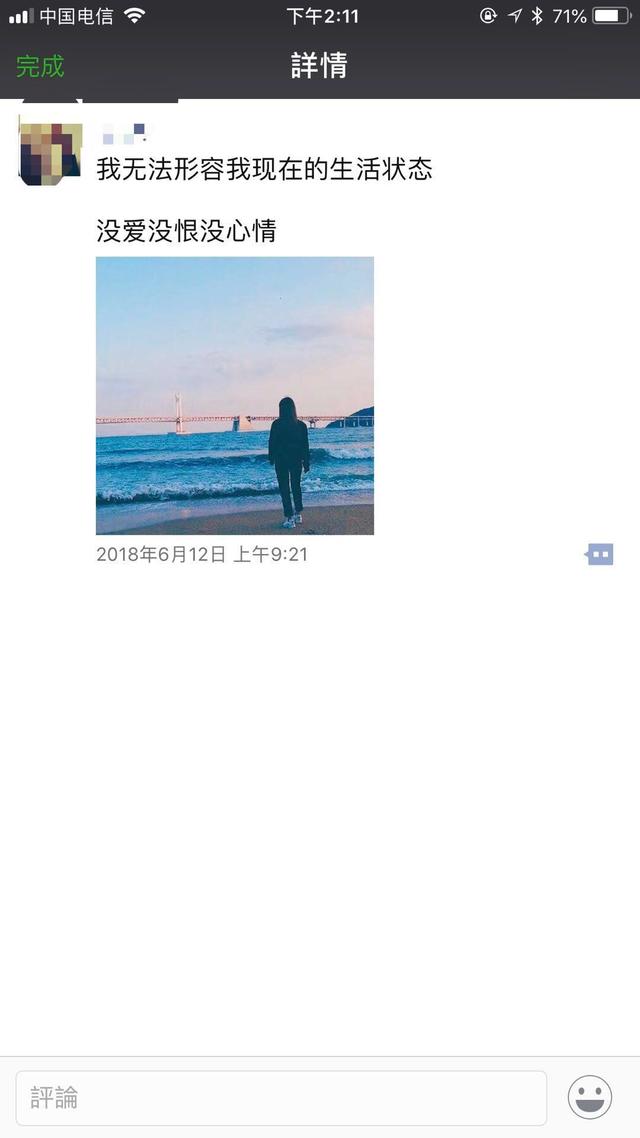 中国电信
下午2:11
71%
完成
詳情
我无法形容我现在的生活状态
没爱没恨没心情
2018年6月12日 上午9:21
評論